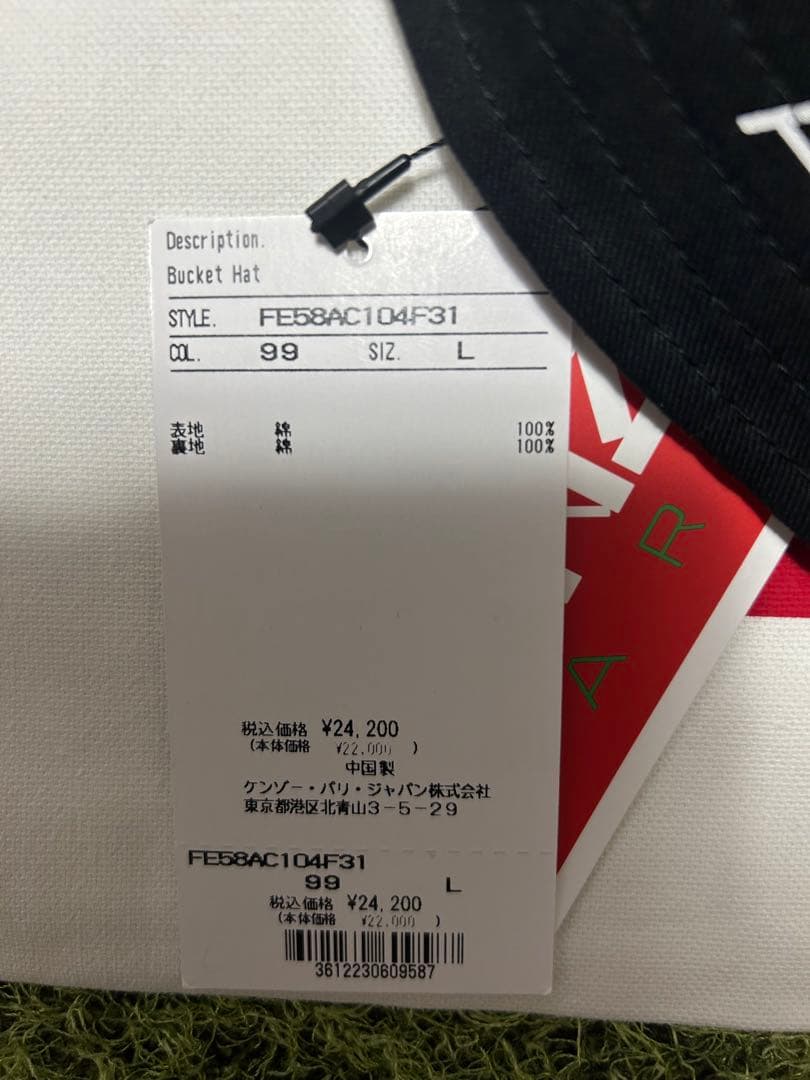 Description.
Bucket Hat
STYLE. FE58AC104F31
COL. 99 SIZ. L
表地 綿 100%
裏地 綿 100%
税込価格 ¥24,200
(本体価格 ¥22,000 )
中国製
ケンゾー・パリ・ジャパン株式会社
東京都港区北青山3-5-29
FE58AC104F31
99 L
税込価格 ¥24,200
(本体価格 ¥22,000 )
3612230609587
A R